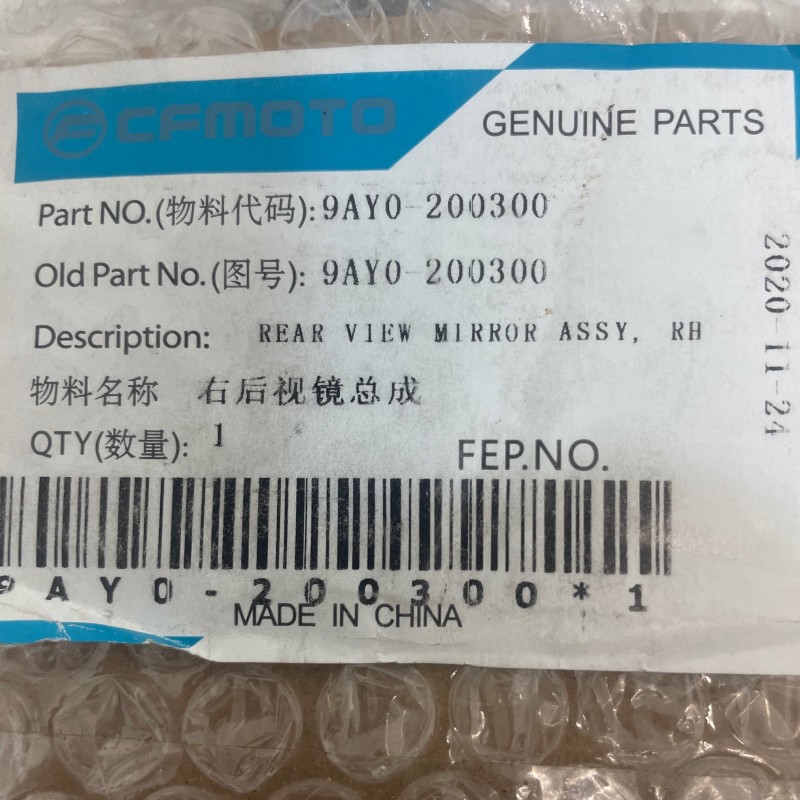 CFMOTO
GENUINE PARTS
Part NO.(物料代码): 9AY0-200300
Old Part No.(图号): 9AY0-200300
Description: REAR VIEW MIRROR ASSY, RH
物料名称 右后视镜总成
QTY(数量): 1
FEP.NO.
2020-11-24
9AY0-200300*1
MADE IN CHINA